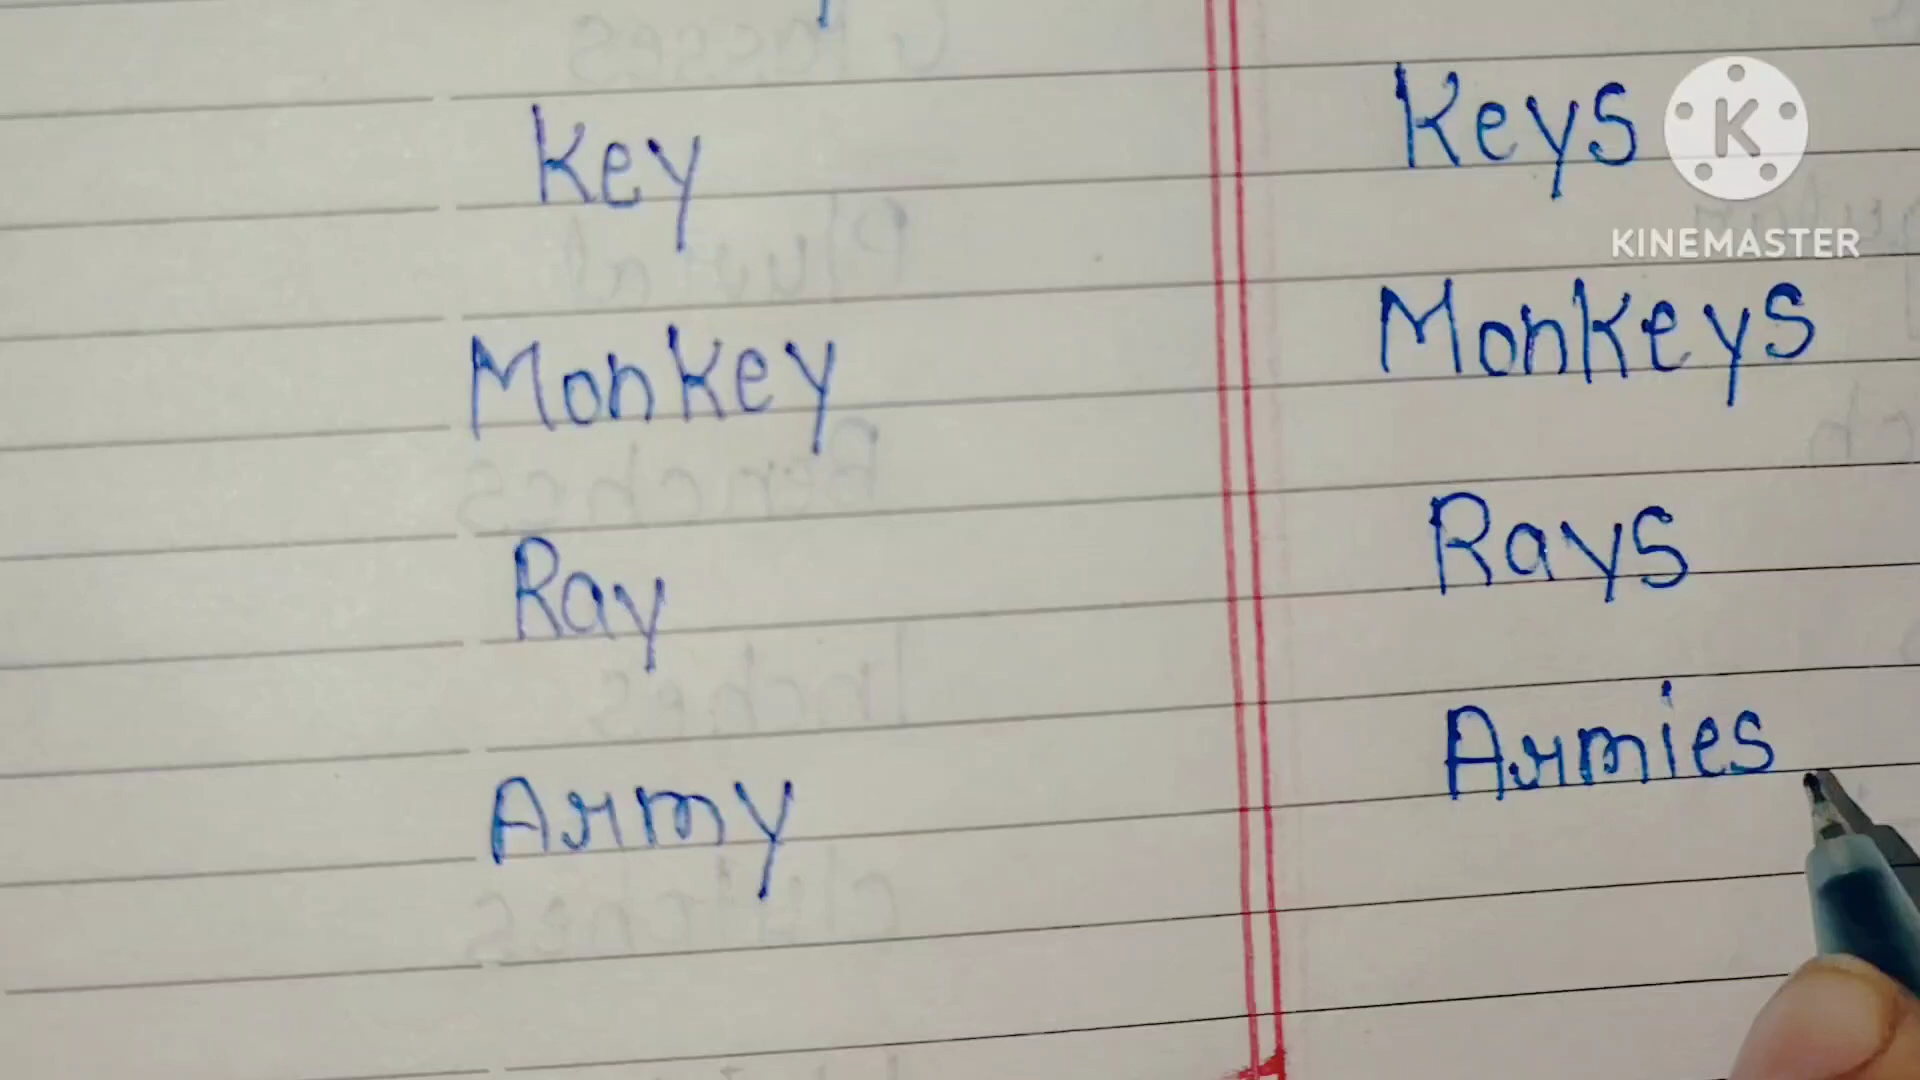 Key Keys
K
KINEMASTER
Monkey Monkeys
Ray Rays
Army Armies